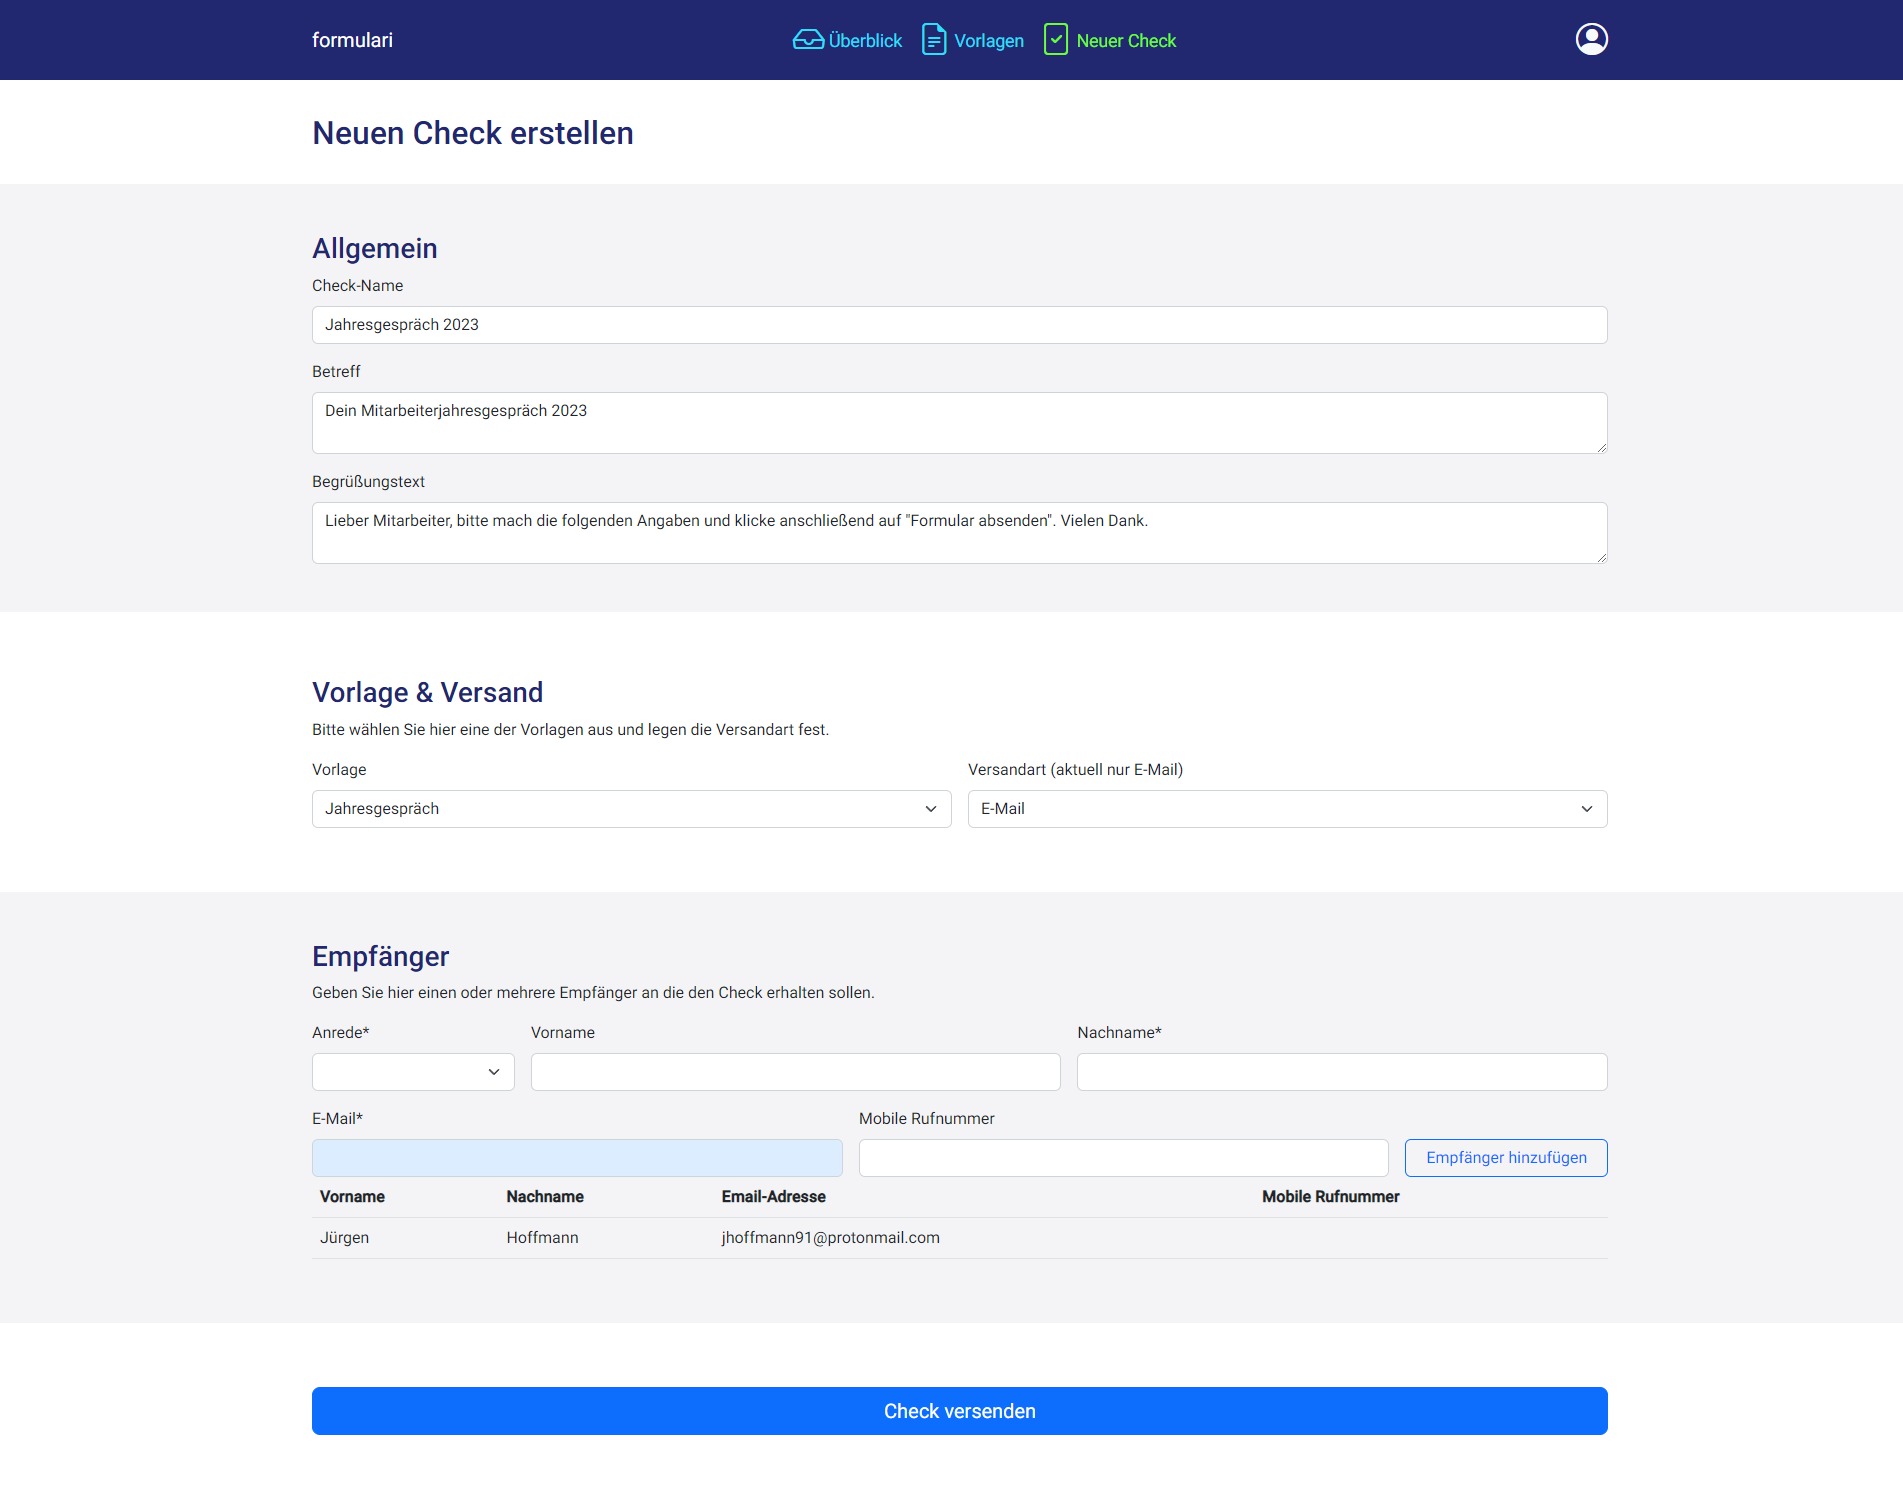 formulari
Überblick
Vorlagen
Neuer Check
Neuen Check erstellen
Allgemein
Check-Name
Jahresgespräch 2023
Betreff
Dein Mitarbeiterjahresgespräch 2023
Begrüßungstext
Lieber Mitarbeiter, bitte mach die folgenden Angaben und klicke anschließend auf "Formular absenden". Vielen Dank.
Vorlage & Versand
Bitte wählen Sie hier eine der Vorlagen aus und legen die Versandart fest.
Vorlage
Versandart (aktuell nur E-Mail)
Jahresgespräch
E-Mail
Empfänger
Geben Sie hier einen oder mehrere Empfänger an die den Check erhalten sollen.
Anrede*
Vorname
Nachname*
E-Mail*
Mobile Rufnummer
Empfänger hinzufügen
Vorname Nachname Email-Adresse Mobile Rufnummer
Jürgen Hoffmann jhoffmann91@protonmail.com
Check versenden